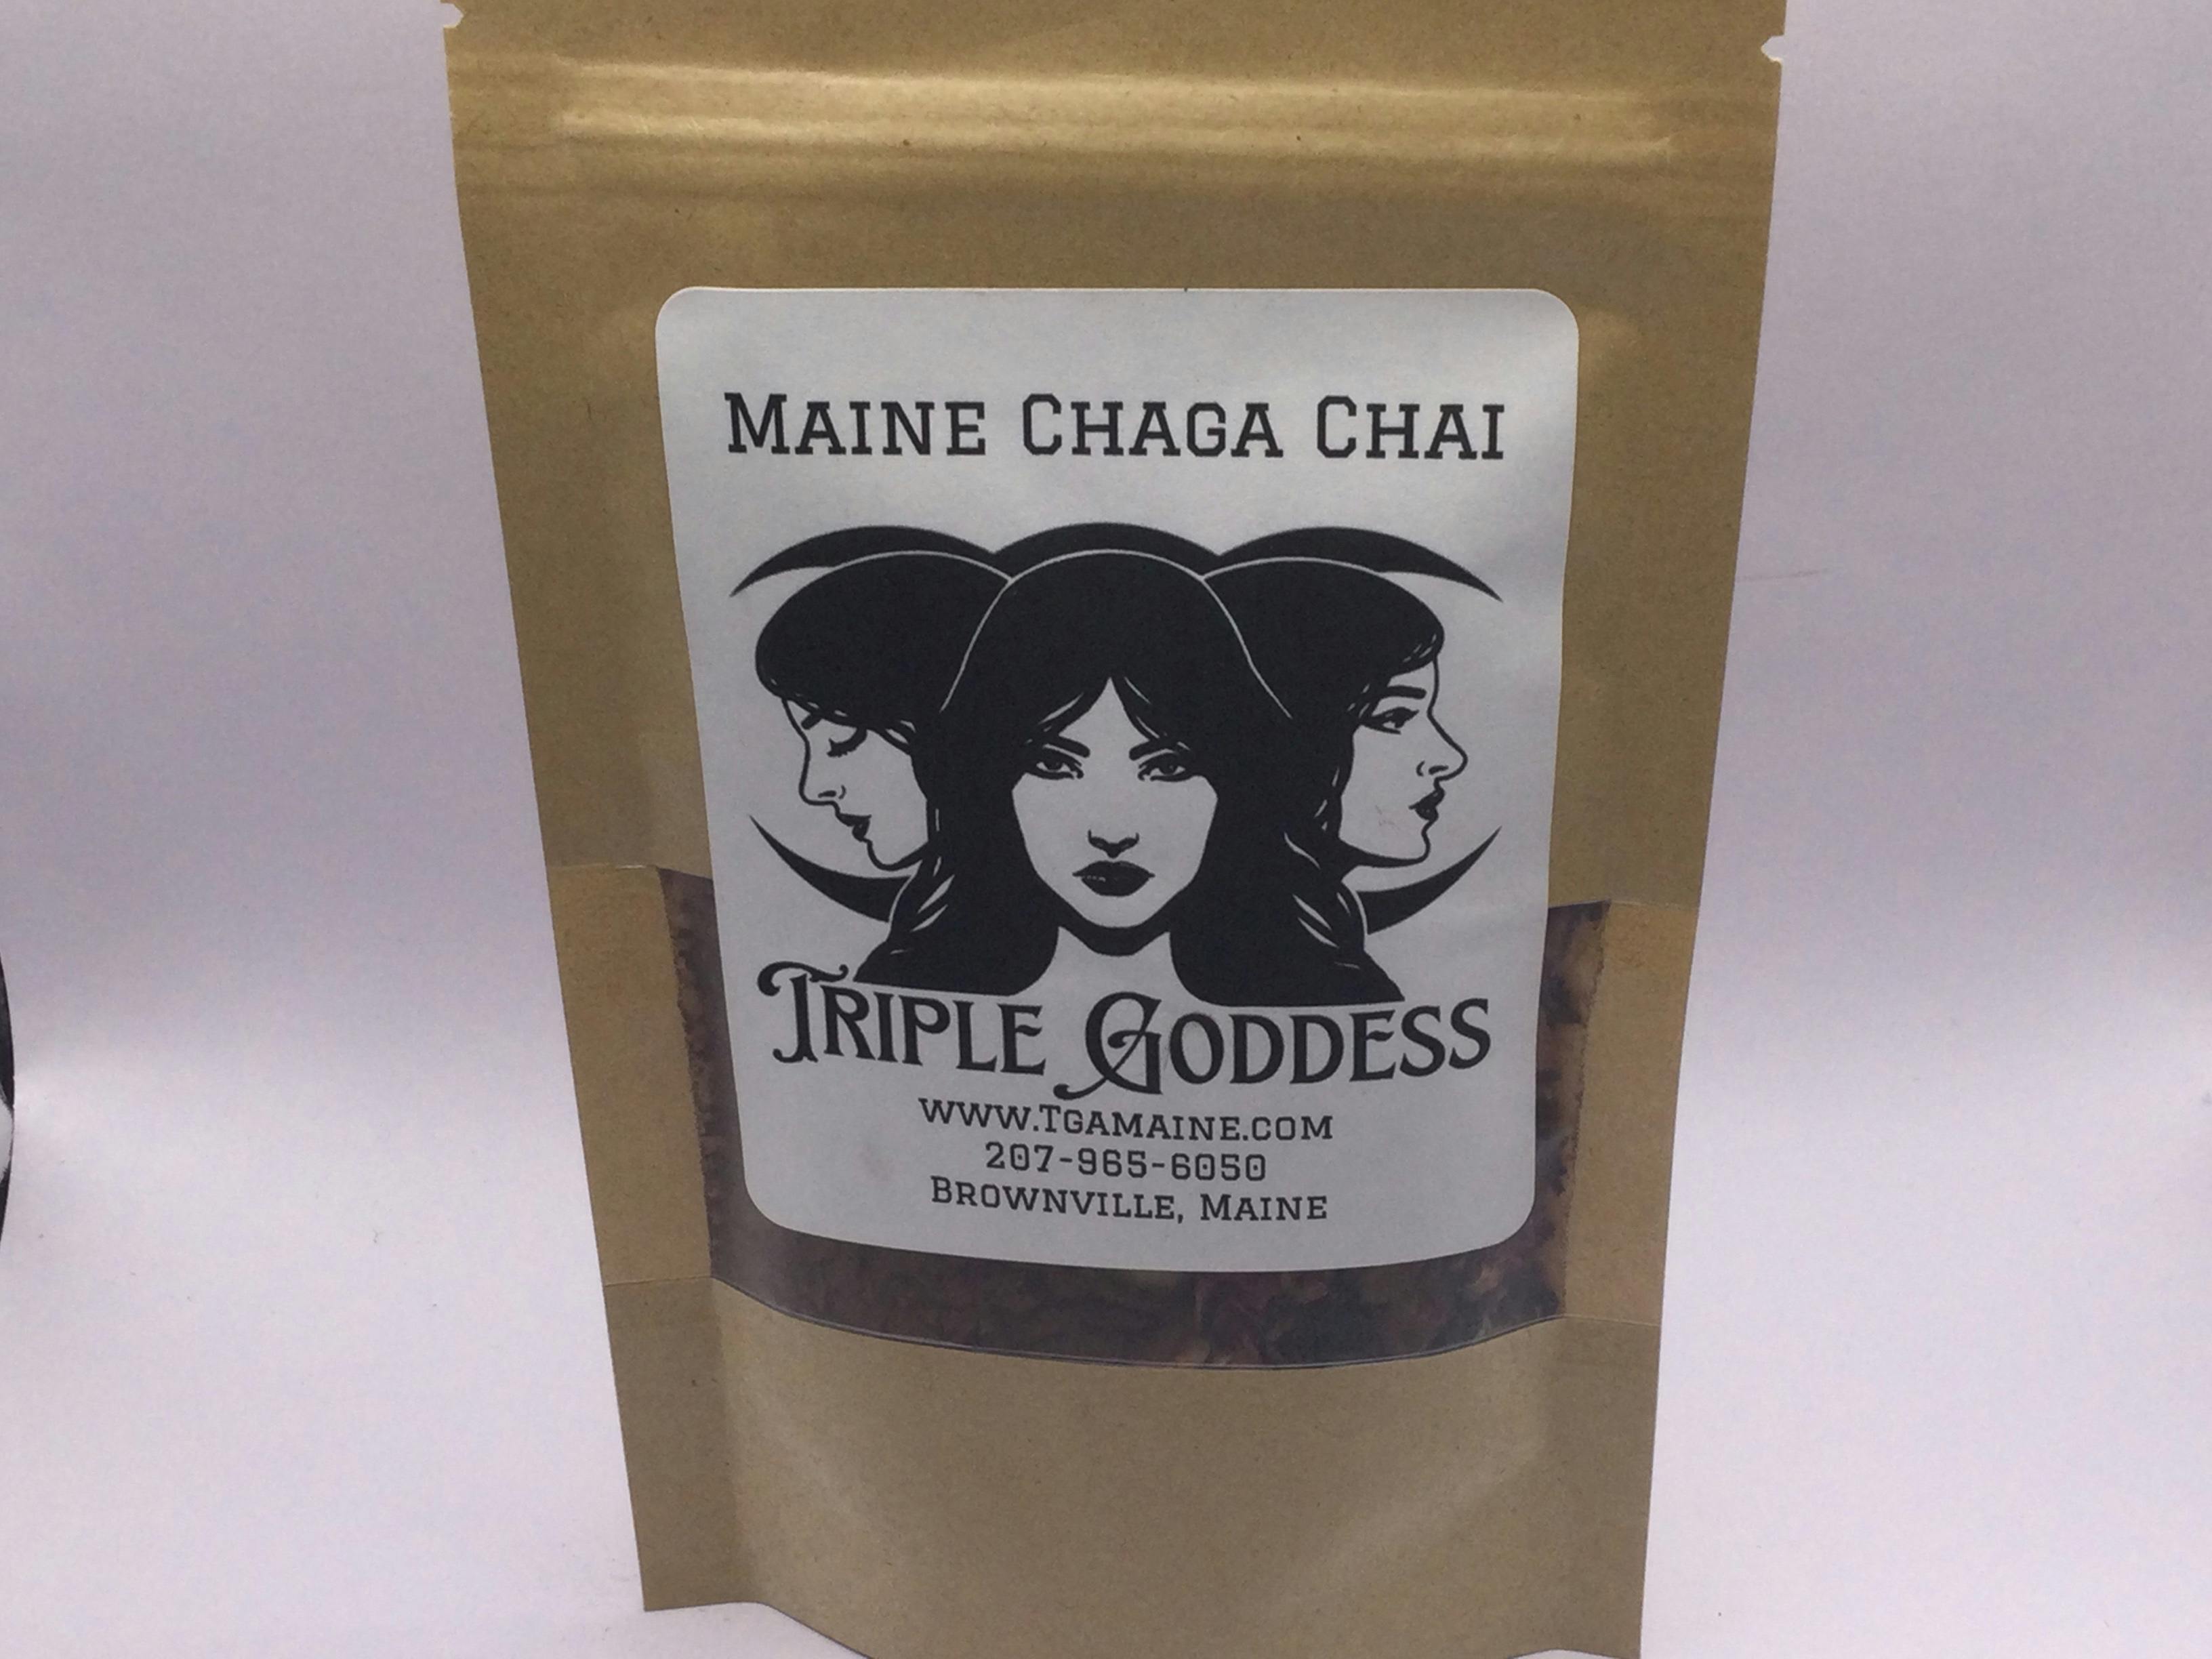 Maine Chaga Chai
Triple Goddess
www.Tgamaine.com
207-965-6050
Brownville, Maine